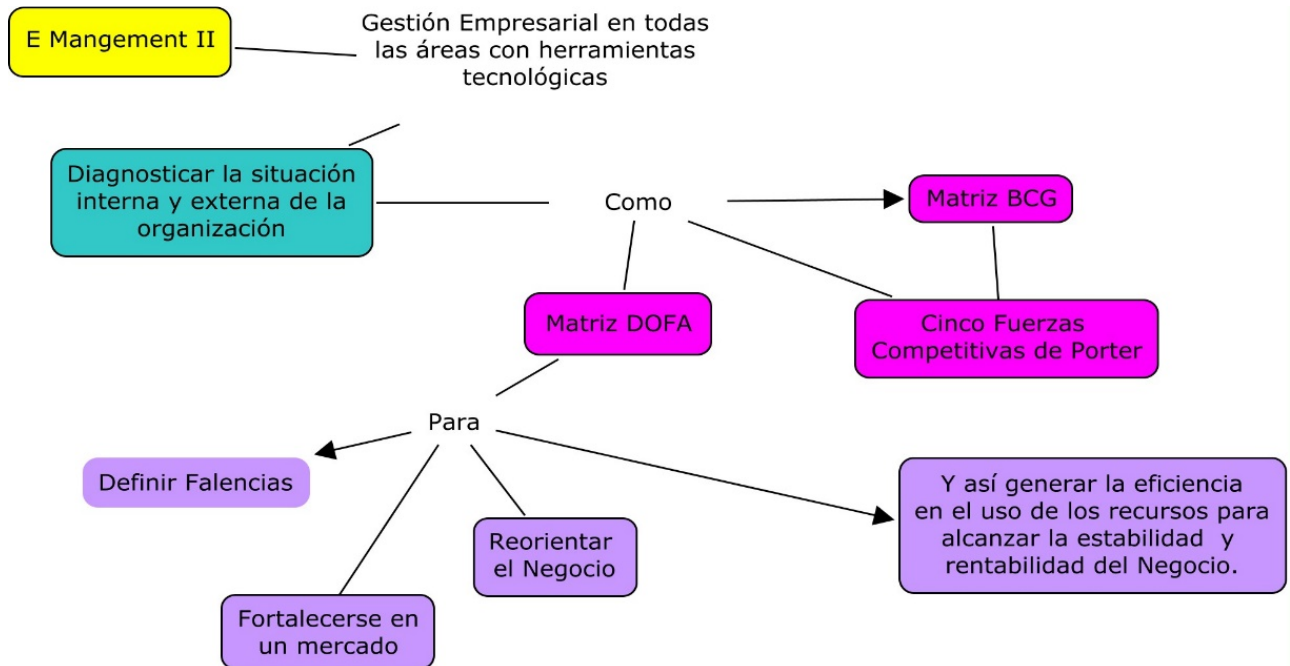 E Mangement II
Gestión Empresarial en todas
las áreas con herramientas
tecnológicas
Diagnosticar la situación
interna y externa de la
organización
Como
Matriz BCG
Matriz DOFA
Cinco Fuerzas
Competitivas de Porter
Para
Definir Falencias
Fortalecerse en
un mercado
Reorientar
el Negocio
Y así generar la eficiencia
en el uso de los recursos para
alcanzar la estabilidad y
rentabilidad del Negocio.